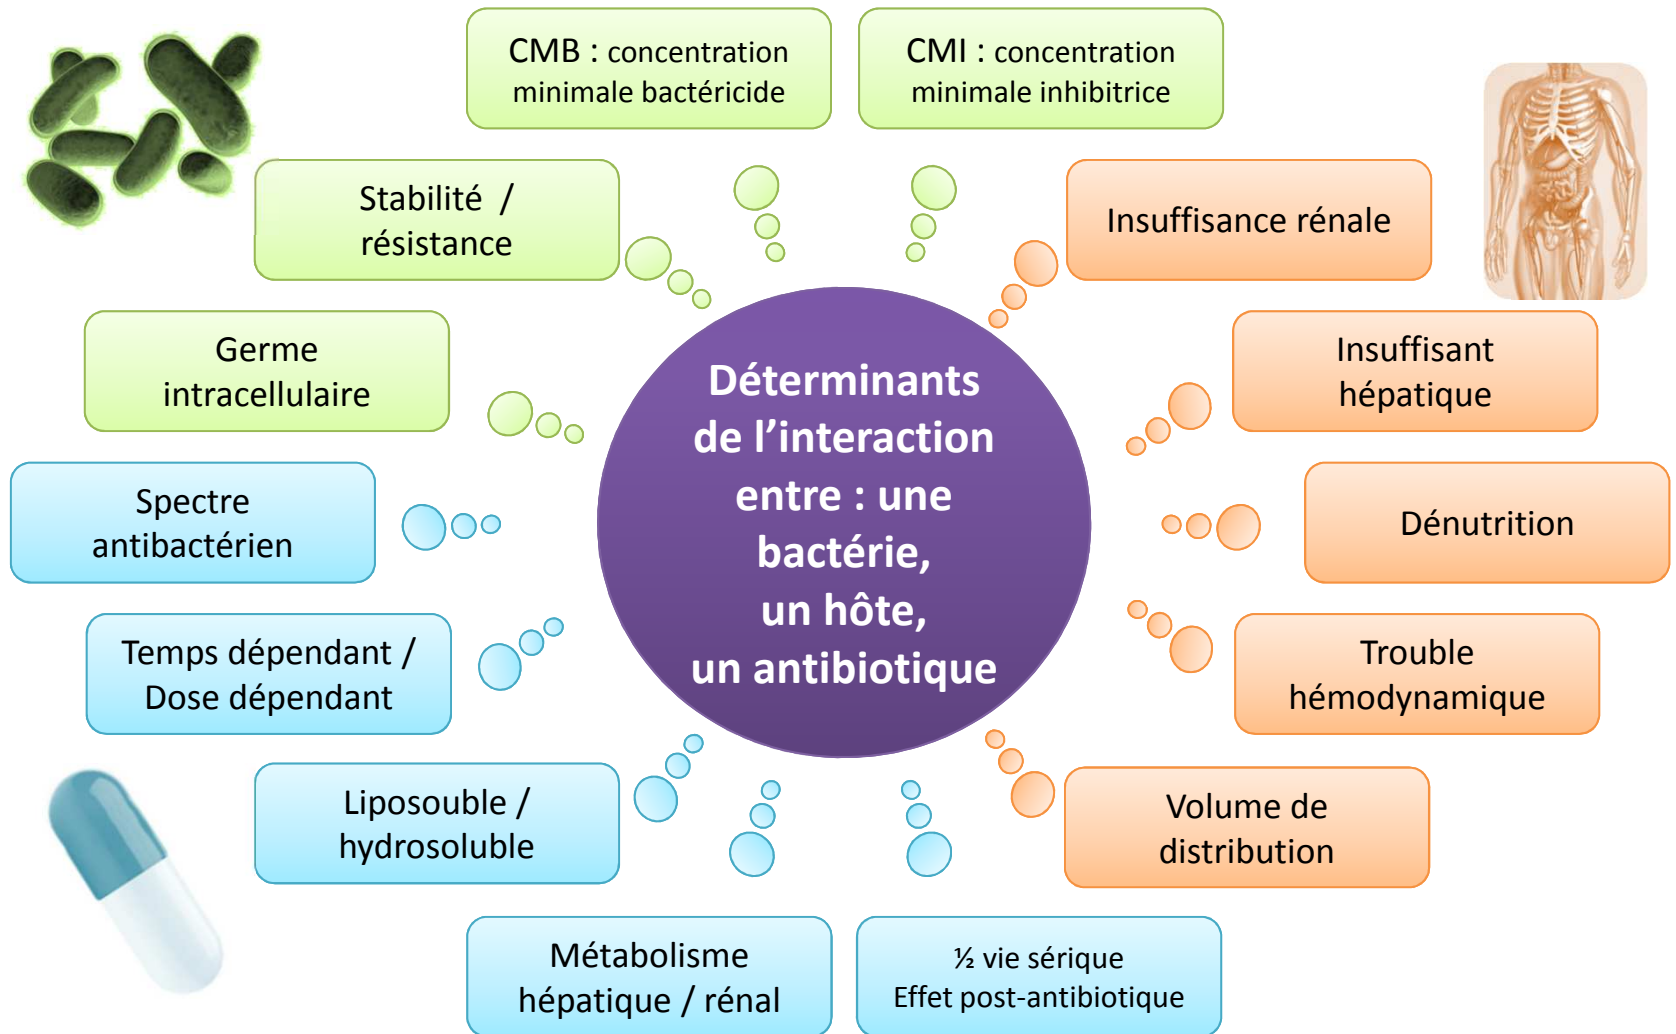 CMB : concentration
minimale bactéricide
CMI : concentration
minimale inhibitrice
Stabilité /
résistance
Insuffisance rénale
Germe
intracellulaire
Insuffisant
hépatique
Déterminants
de l’interaction
entre : une
bactérie,
un hôte,
un antibiotique
Spectre
antibactérien
Dénutrition
Temps dépendant /
Dose dépendant
Trouble
hémodynamique
Liposouble /
hydrosoluble
Volume de
distribution
Métabolisme
hépatique / rénal
½ vie sérique
Effet post-antibiotique